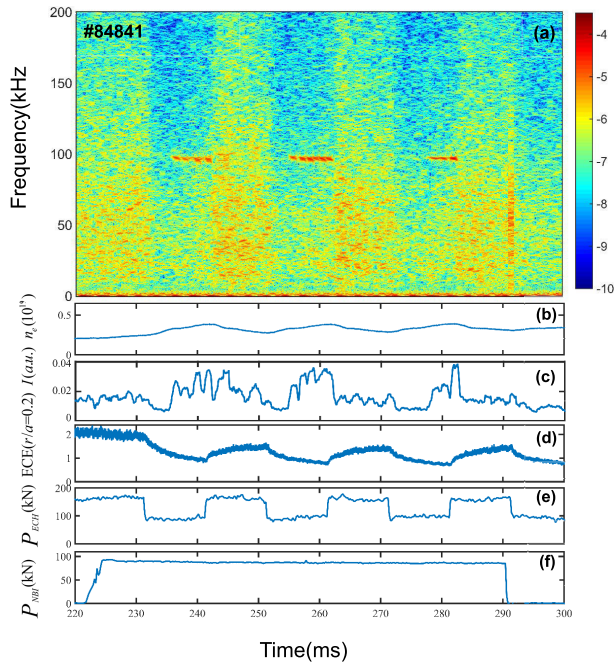 #84841
(a)
Frequency(kHz
200
150
100
50
0
-4
-5
-6
-7
-8
-9
-10
n_e(10^19)
0.5
0
(b)
I(a.u.)
0.04
0.02
0
(c)
ECE(r/a=0.2)
2
1
0
(d)
P_ECH(kN)
200
100
0
(e)
P_NBI(kN)
100
50
0
(f)
220 230 240 250 260 270 280 290 300
Time(ms)